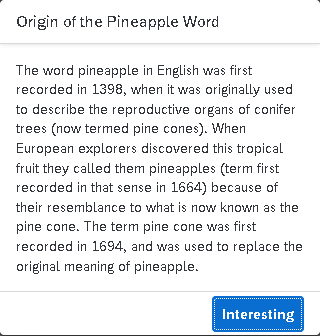 Origin of the Pineapple Word
The word pineapple in English was first
recorded in 1398, when it was originally used
to describe the reproductive organs of conifer
trees (now termed pine cones). When
European explorers discovered this tropical
fruit they called them pineapples (term first
recorded in that sense in 1664) because of
their resemblance to what is now known as the
pine cone. The term pine cone was first
recorded in 1694, and was used to replace the
original meaning of pineapple.
Interesting